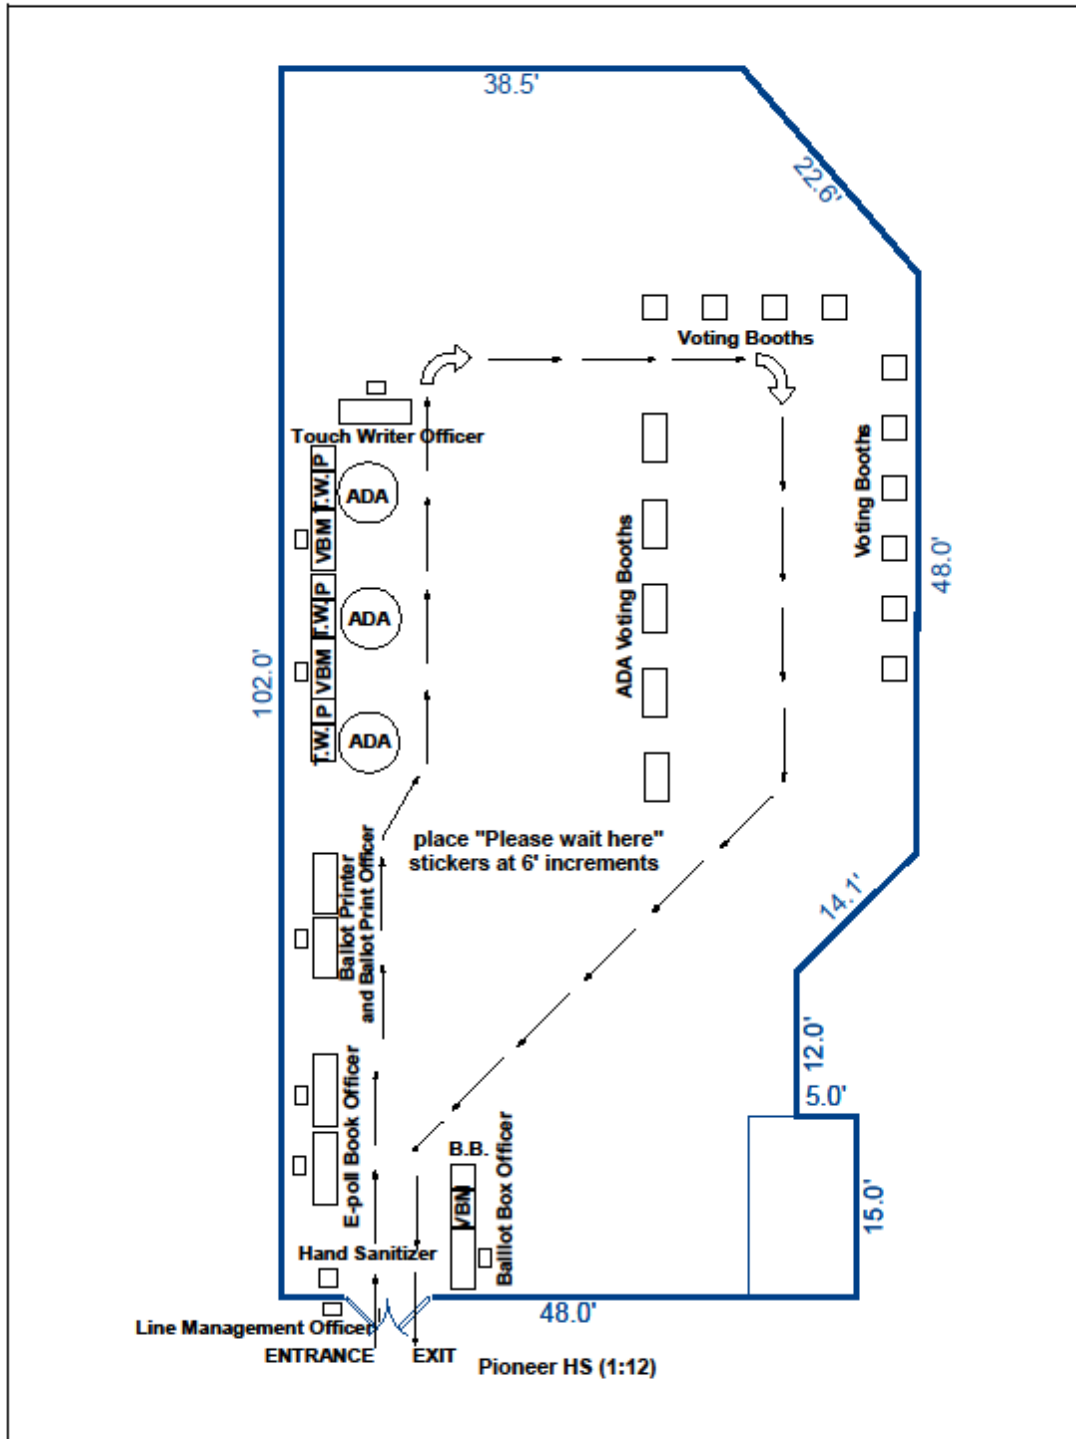 38.5'
22.6'
Voting Booths
Touch Writer Officer
T.W. P
VBM
ADA
T.W. P
VBM
ADA
T.W. P
ADA
ADA Voting Booths
Voting Booths
48.0'
102.0'
place "Please wait here"
stickers at 6' increments
Ballot Printer
and Ballot Print Officer
14.1'
12.0'
5.0'
E-poll Book Officer
B.B.
VBM
Balllot Box Officer
15.0'
Hand Sanitizer
48.0'
Line Management Officer
ENTRANCE
EXIT
Pioneer HS (1:12)